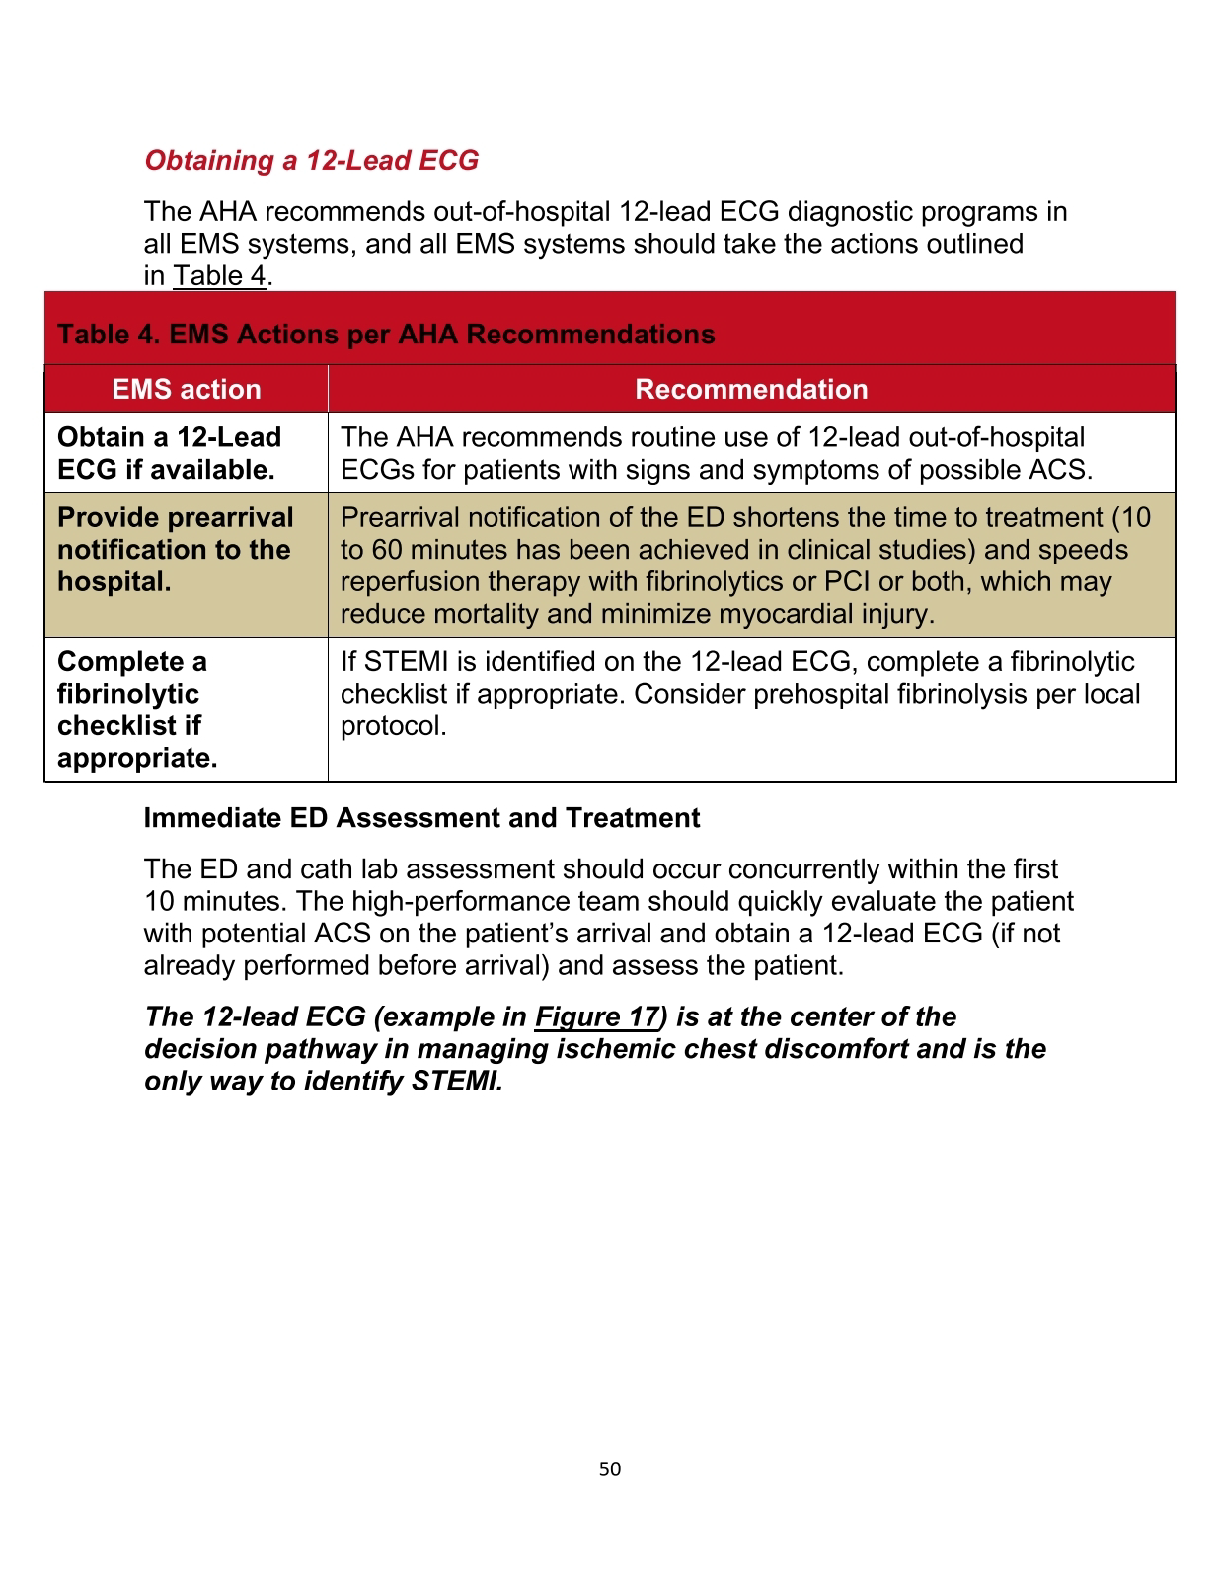 Obtaining a 12-Lead ECG
The AHA recommends out-of-hospital 12-lead ECG diagnostic programs in
all EMS systems, and all EMS systems should take the actions outlined
in Table 4.
Table 4. EMS Actions per AHA Recommendations
EMS action
Recommendation
Obtain a 12-Lead
ECG if available.
The AHA recommends routine use of 12-lead out-of-hospital
ECGs for patients with signs and symptoms of possible ACS.
Provide prearrival
notification to the
hospital.
Prearrival notification of the ED shortens the time to treatment (10
to 60 minutes has been achieved in clinical studies) and speeds
reperfusion therapy with fibrinolytics or PCI or both, which may
reduce mortality and minimize myocardial injury.
Complete a
fibrinolytic
checklist if
appropriate.
If STEMI is identified on the 12-lead ECG, complete a fibrinolytic
checklist if appropriate. Consider prehospital fibrinolysis per local
protocol.
Immediate ED Assessment and Treatment
The ED and cath lab assessment should occur concurrently within the first
10 minutes. The high-performance team should quickly evaluate the patient
with potential ACS on the patient’s arrival and obtain a 12-lead ECG (if not
already performed before arrival) and assess the patient.
The 12-lead ECG (example in Figure 17) is at the center of the
decision pathway in managing ischemic chest discomfort and is the
only way to identify STEMI.
50